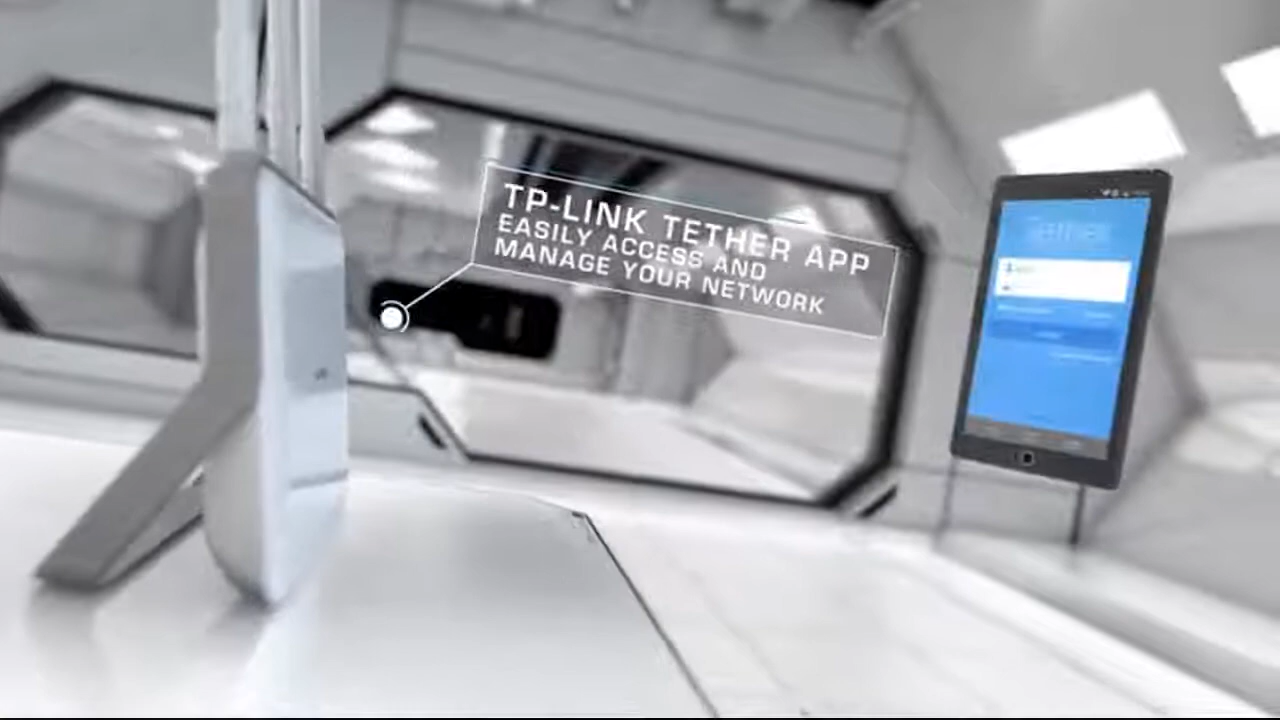 TP-LINK TETHER APP
EASILY ACCESS AND
MANAGE YOUR NETWORK